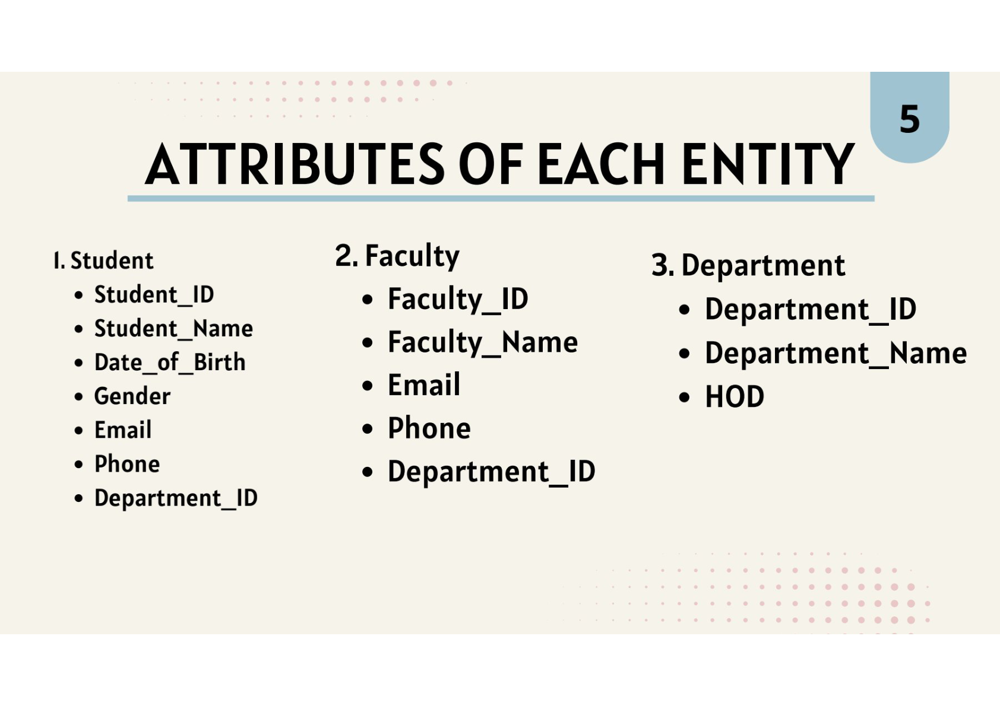 5
ATTRIBUTES OF EACH ENTITY
1. Student
• Student_ID
• Student_Name
• Date_of_Birth
• Gender
• Email
• Phone
• Department_ID
2. Faculty
• Faculty_ID
• Faculty_Name
• Email
• Phone
• Department_ID
3. Department
• Department_ID
• Department_Name
• HOD